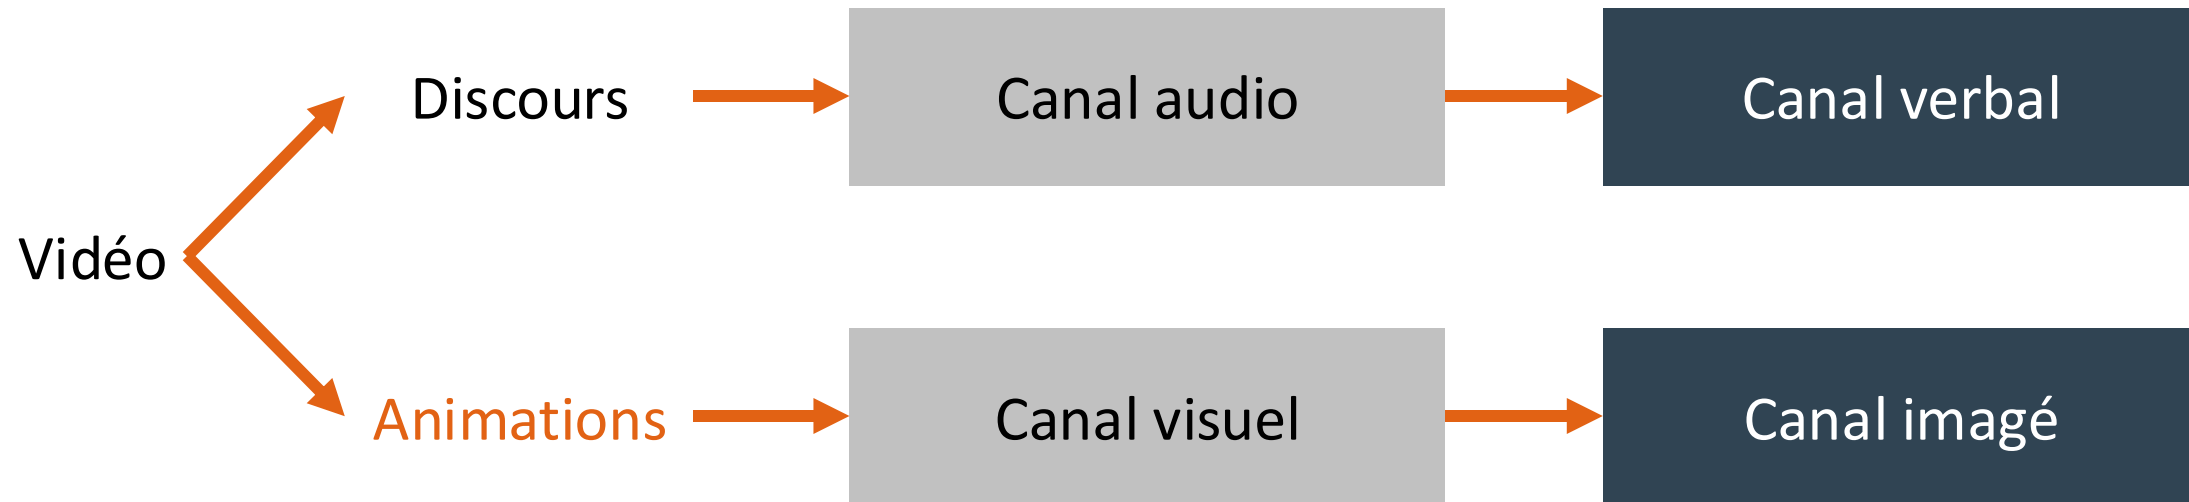 Vidéo
Discours
Canal audio
Canal verbal
Animations
Canal visuel
Canal imagé